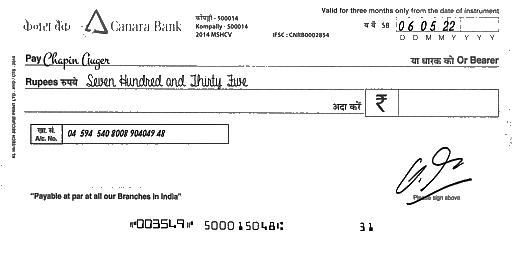 केनरा बैंक Canara Bank
कोंपल्ली - 500014
Kompally - 500014
2014 MSHCV
IFSC : CNRB0002854
Valid for three months only from the date of instrument
SB 06 05 22
D D M M Y Y Y Y
Pay Chapin Auger या धारक को Or Bearer
Rupees रुपये Seven Hundred and Thirty Five
अदा करें ₹
खा. सं.
A/c. No. 04 594 540 8008 904049 48
"Payable at par at all our Branches in India"
Please sign above
⑈003549⑈ 500015048⑆ 31